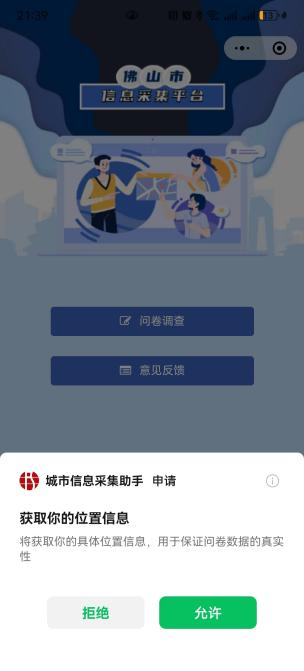 21:39
佛山市
信息采集平台
问卷调查
意见反馈
城市信息采集助手 申请
获取你的位置信息
将获取你的具体位置信息，用于保证问卷数据的真实
性
拒绝 允许